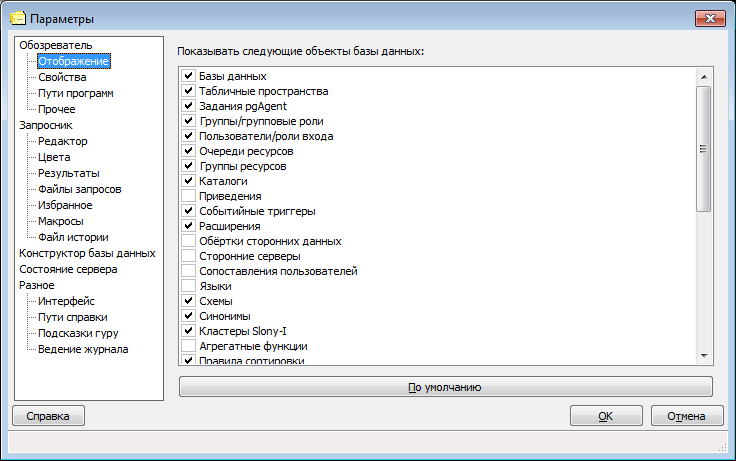 Параметры
Обозреватель
Отображение
Свойства
Пути программ
Прочее
Запросник
Редактор
Цвета
Результаты
Файлы запросов
Избранное
Макросы
Файл истории
Конструктор базы данных
Состояние сервера
Разное
Интерфейс
Пути справки
Подсказки гуру
Ведение журнала
Показывать следующие объекты базы данных:
Базы данных
Табличные пространства
Задания pgAgent
Группы/групповые роли
Пользователи/роли входа
Очереди ресурсов
Группы ресурсов
Каталоги
Приведения
Событийные триггеры
Расширения
Обёртки сторонних данных
Сторонние серверы
Сопоставления пользователей
Языки
Схемы
Синонимы
Кластеры Slony-I
Агрегатные функции
Правила сортировки
По умолчанию
Справка
OK
Отмена